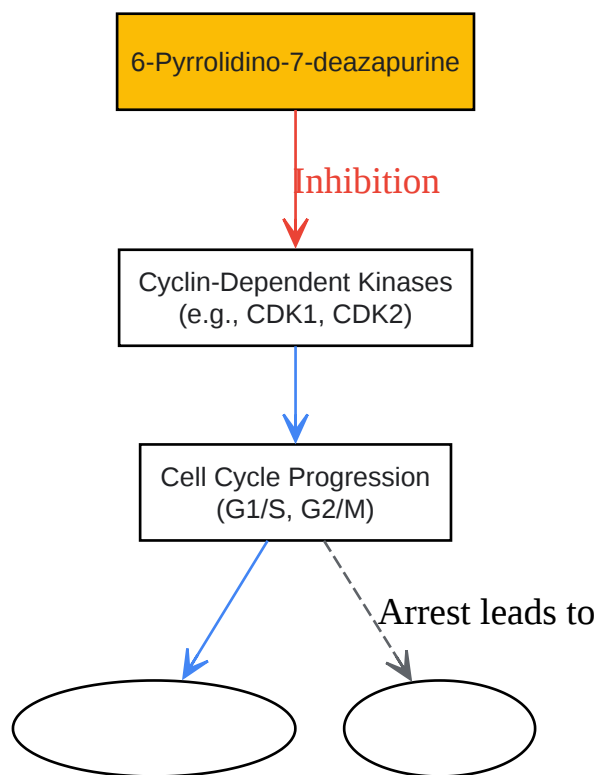 6-Pyrrolidino-7-deazapurine
Inhibition
Cyclin-Dependent Kinases
(e.g., CDK1, CDK2)
Cell Cycle Progression
(G1/S, G2/M)
Arrest leads to